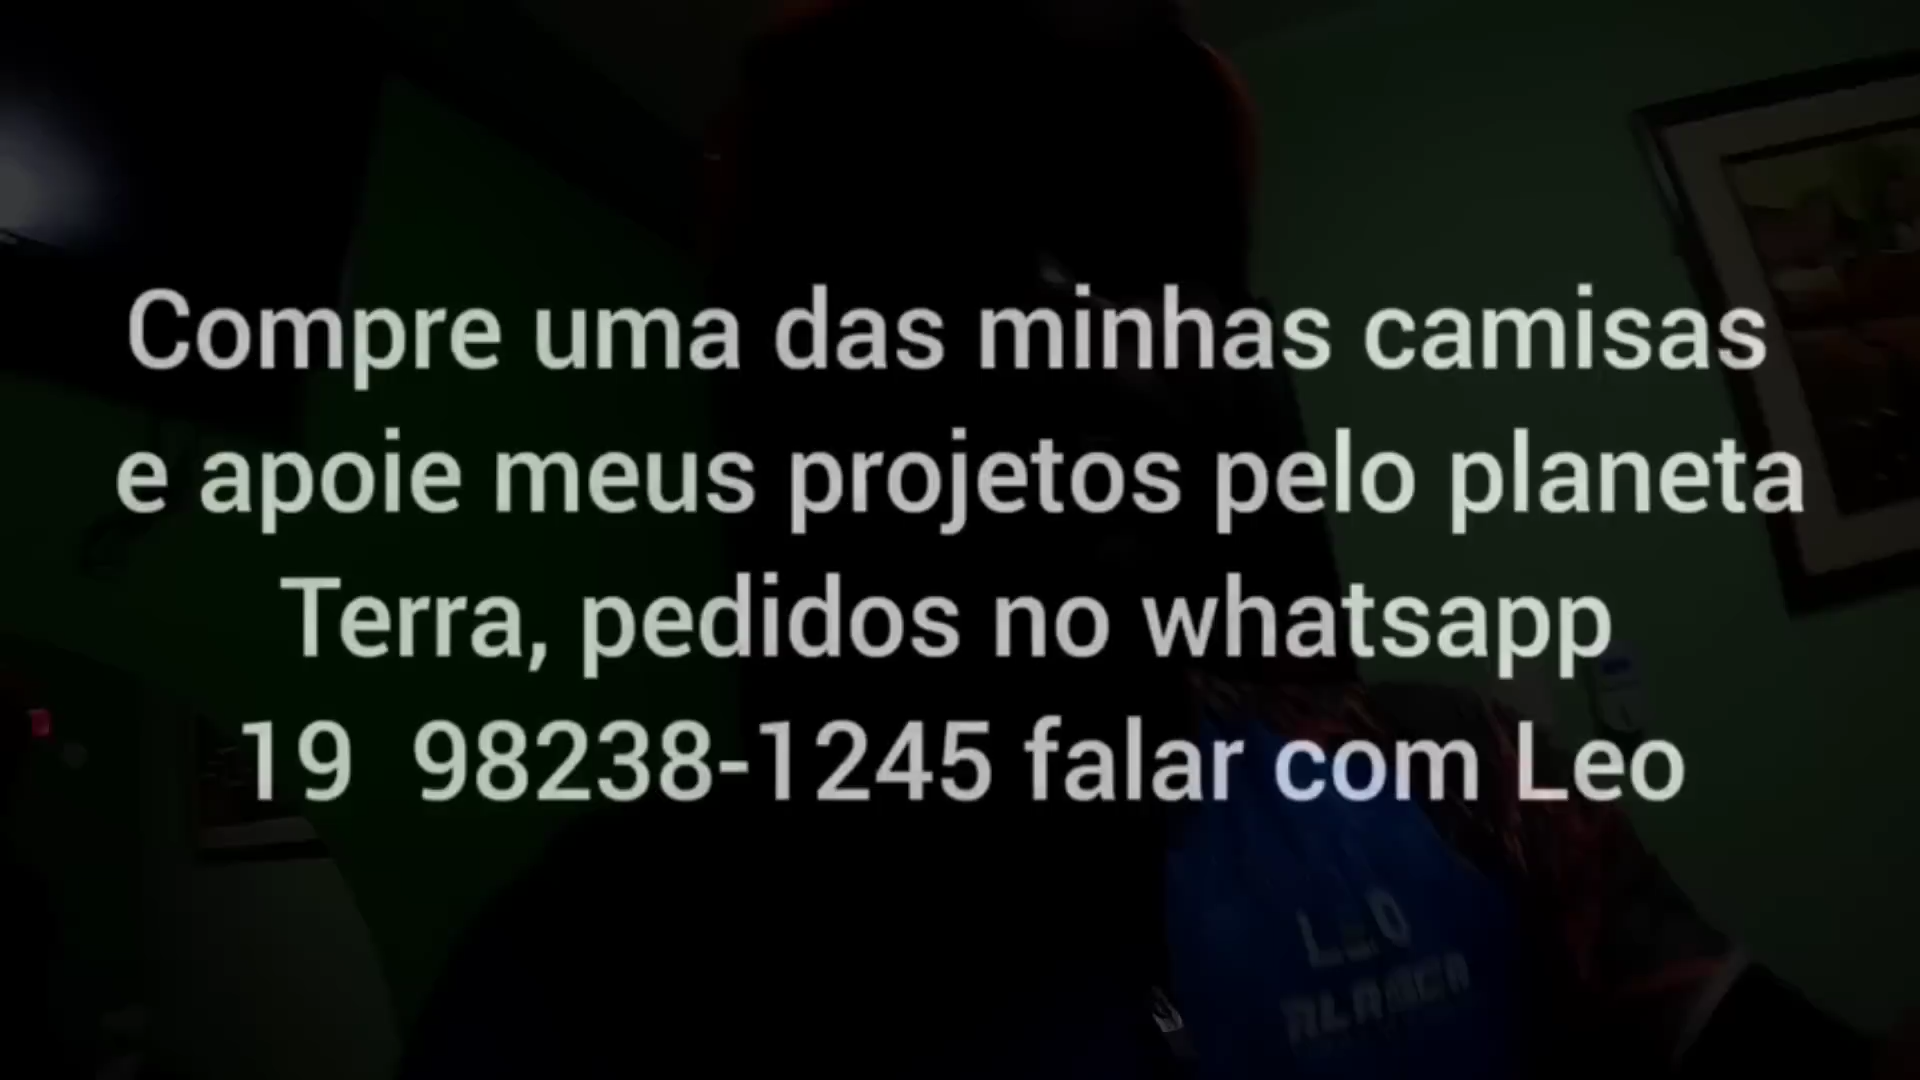 Compre uma das minhas camisas
e apoie meus projetos pelo planeta
Terra, pedidos no whatsapp
19 98238-1245 falar com Leo
LEO